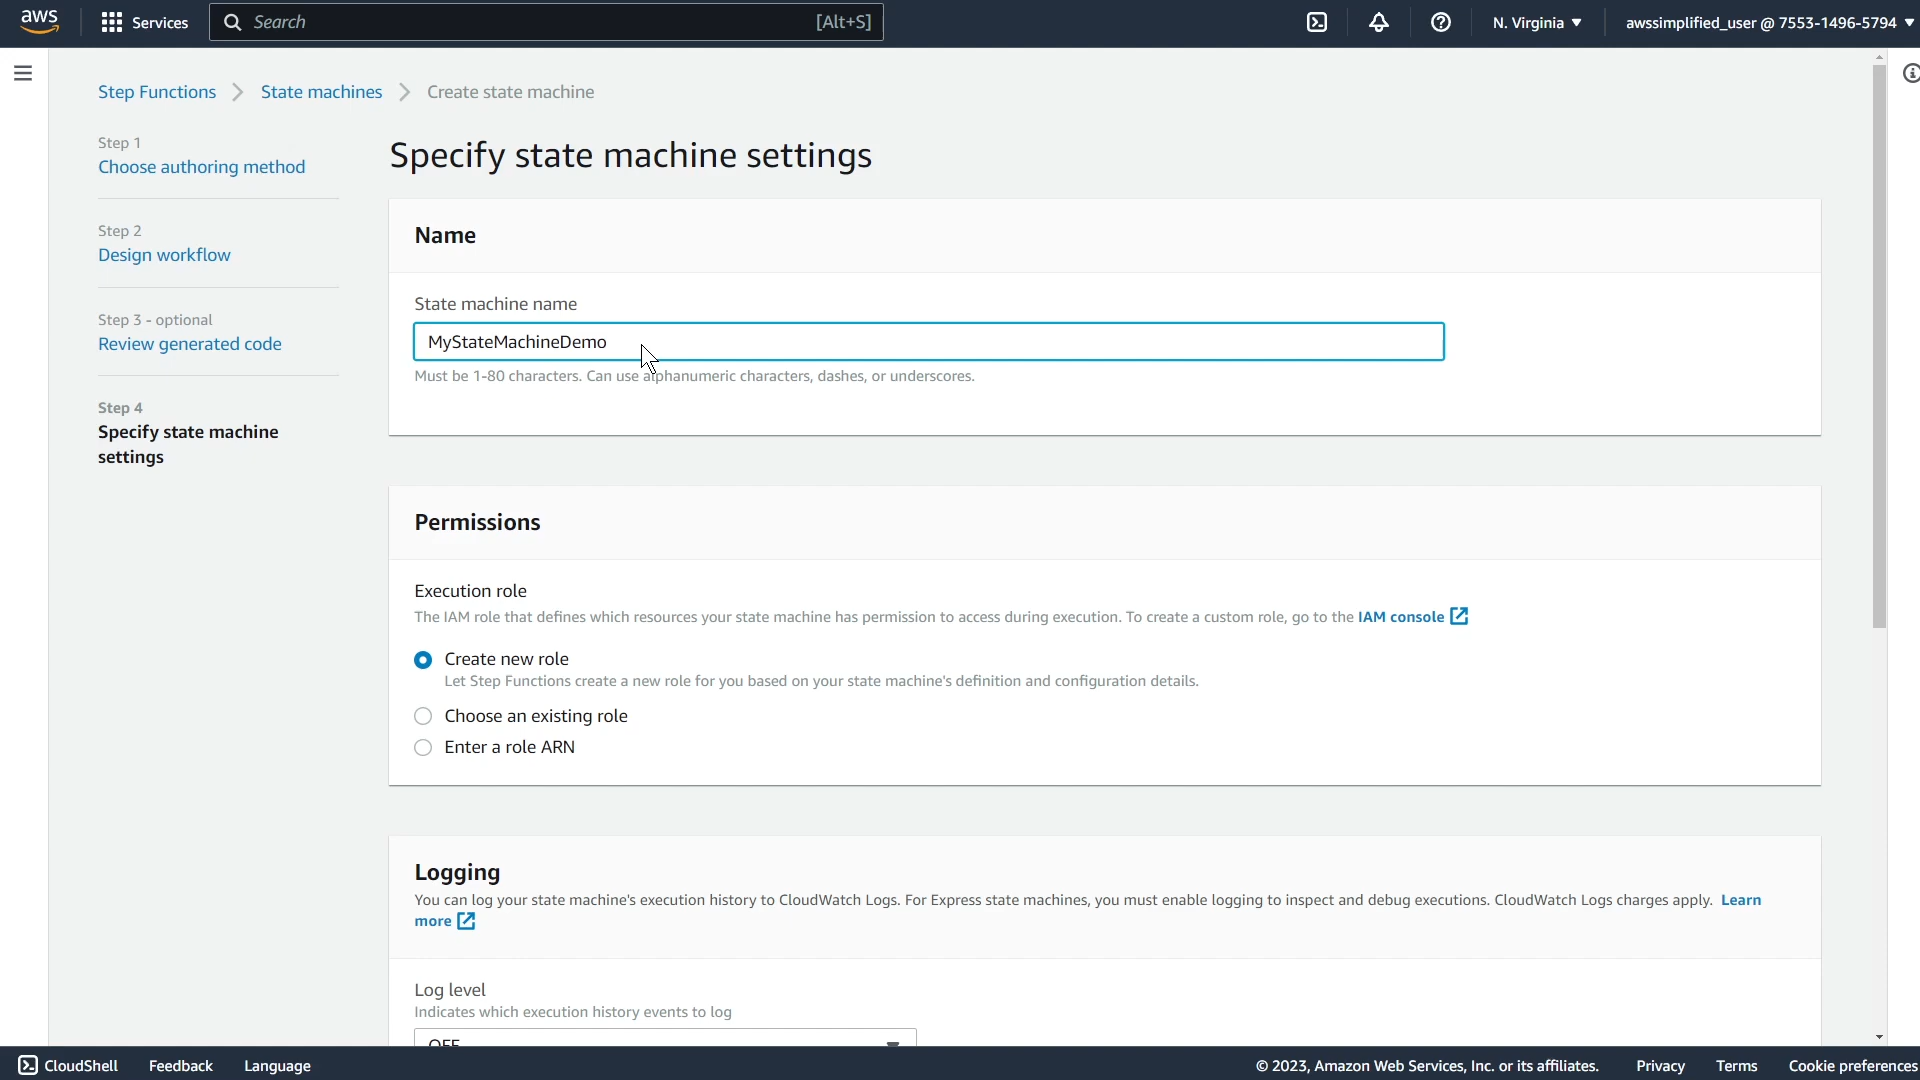 aws Services Search [Alt+S] N. Virginia awssimplified_user @ 7553-1496-5794
Step Functions State machines Create state machine
Step 1
Choose authoring method
Step 2
Design workflow
Step 3 - optional
Review generated code
Step 4
Specify state machine
settings
Specify state machine settings
Name
State machine name
MyStateMachineDemo
Must be 1-80 characters. Can use alphanumeric characters, dashes, or underscores.
Permissions
Execution role
The IAM role that defines which resources your state machine has permission to access during execution. To create a custom role, go to the IAM console
Create new role
Let Step Functions create a new role for you based on your state machine's definition and configuration details.
Choose an existing role
Enter a role ARN
Logging
You can log your state machine's execution history to CloudWatch Logs. For Express state machines, you must enable logging to inspect and debug executions. CloudWatch Logs charges apply. Learn
more
Log level
Indicates which execution history events to log
OFF
CloudShell Feedback Language © 2023, Amazon Web Services, Inc. or its affiliates. Privacy Terms Cookie preferences